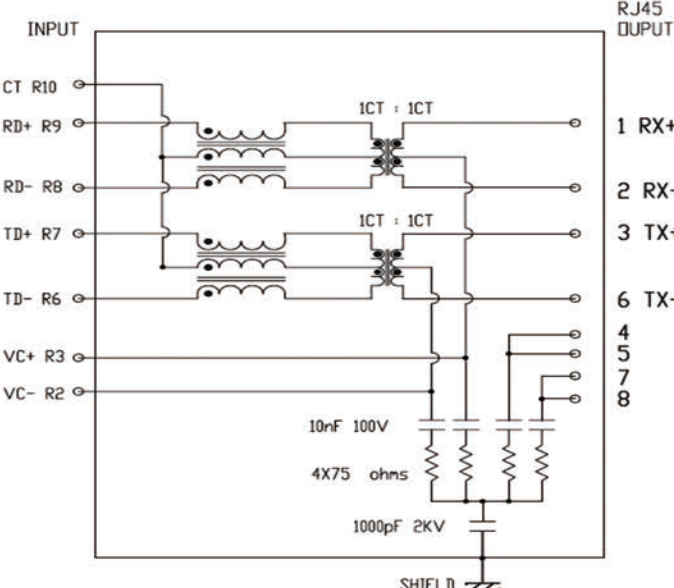 RJ45
INPUT OUPUT
CT R10
1CT : 1CT
RD+ R9 1 RX+
RD- R8 2 RX-
1CT : 1CT
TD+ R7 3 TX+
TD- R6 6 TX-
4
VC+ R3 5
7
VC- R2 8
10nF 100V
4X75 ohms
1000pF 2KV
SHIELD